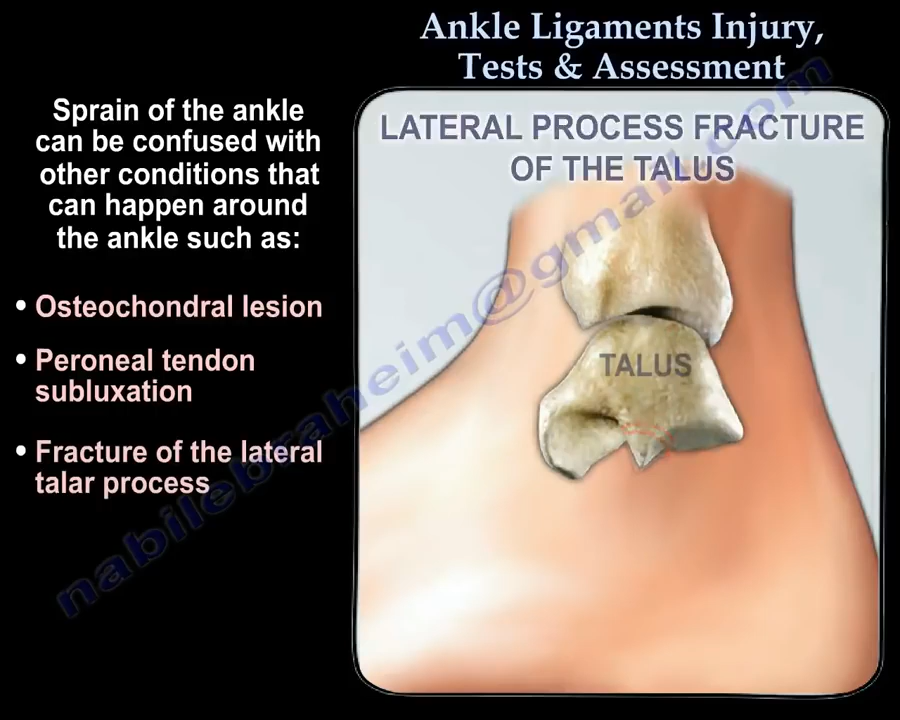 Ankle Ligaments Injury,
Tests & Assessment
Sprain of the ankle
can be confused with
other conditions that
can happen around
the ankle such as:
• Osteochondral lesion
• Peroneal tendon
subluxation
• Fracture of the lateral
talar process
LATERAL PROCESS FRACTURE
OF THE TALUS
TALUS
nabilebraheim@gmail.com